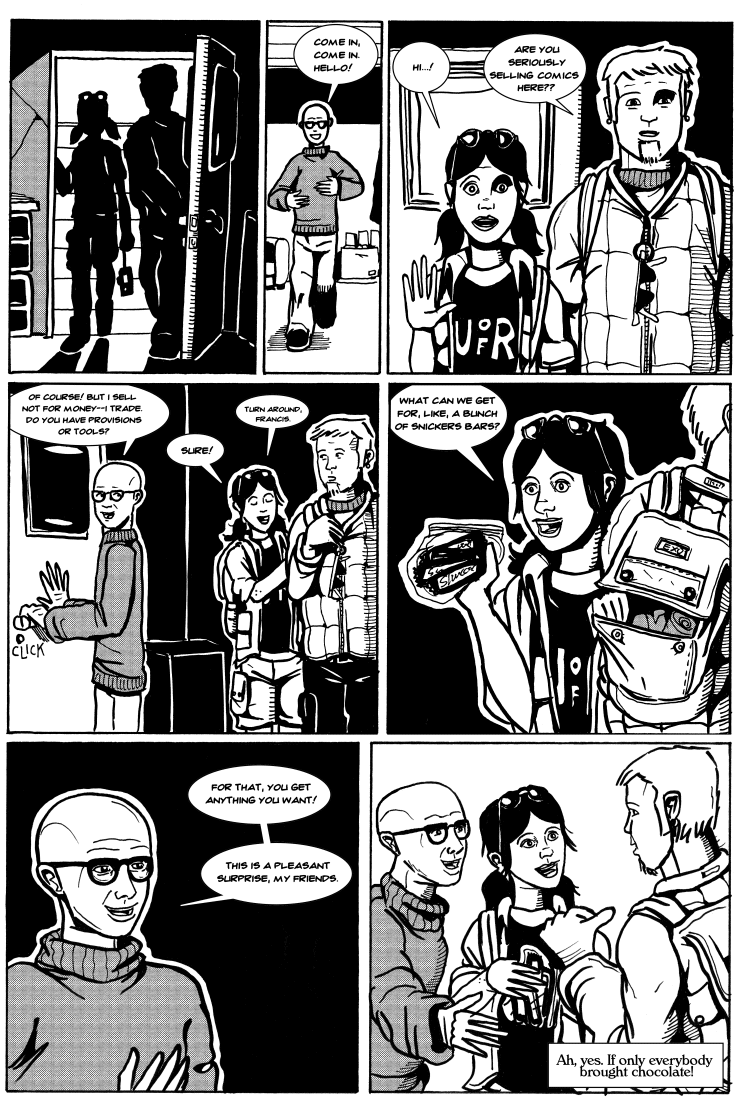 COME IN,
COME IN.
HELLO!
HI...!
ARE YOU
SERIOUSLY
SELLING COMICS
HERE??
U OF R
OF COURSE! BUT I SELL
NOT FOR MONEY--I TRADE.
DO YOU HAVE PROVISIONS
OR TOOLS?
SURE!
TURN AROUND,
FRANCIS.
CLICK
WHAT CAN WE GET
FOR, LIKE, A BUNCH
OF SNICKERS BARS?
O
F
FOR THAT, YOU GET
ANYTHING YOU WANT!
THIS IS A PLEASANT
SURPRISE, MY FRIENDS.
Ah, yes. If only everybody
brought chocolate!